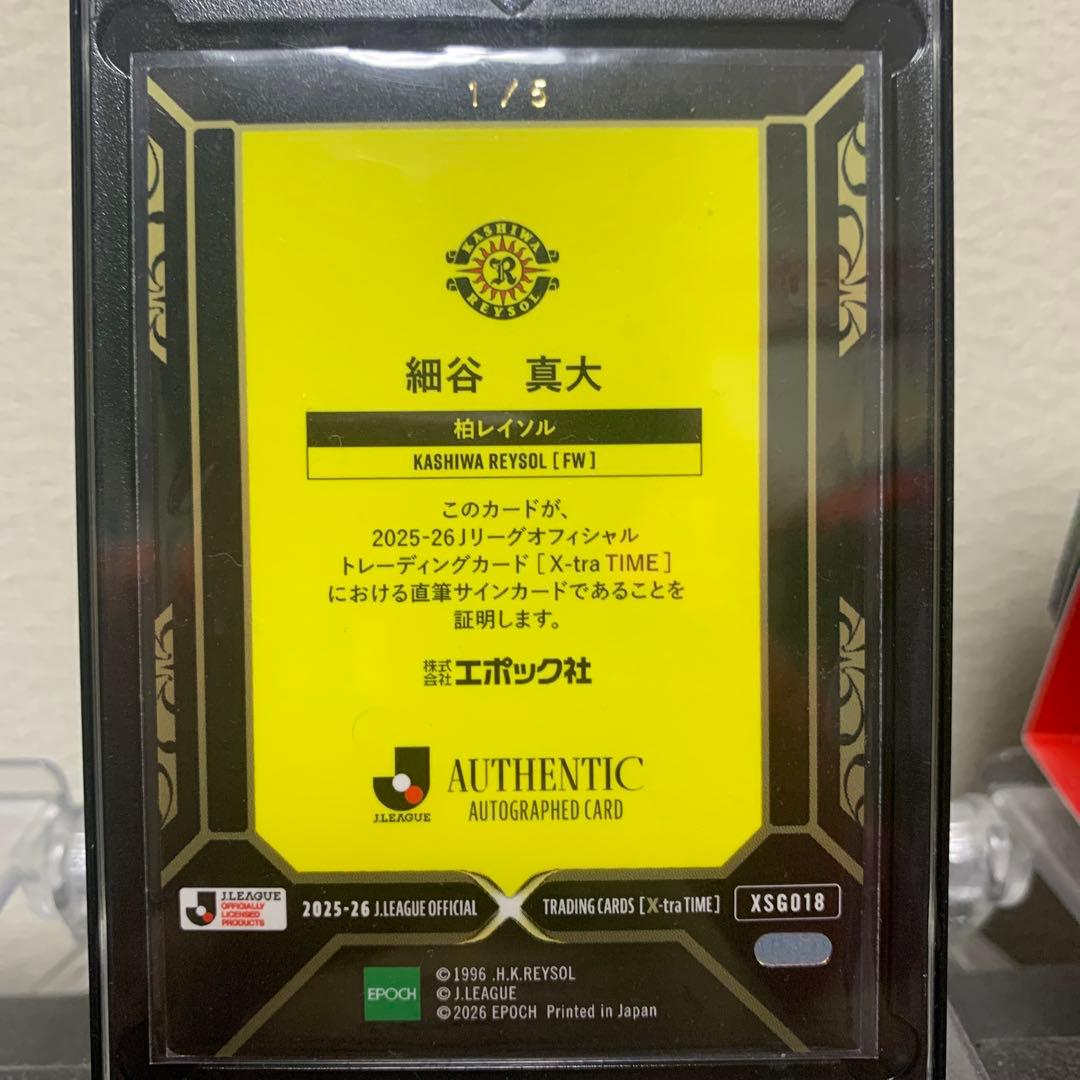 1/5
KASHIWA
R
REYSOL
細谷 真大
柏レイソル
KASHIWA REYSOL [FW]
このカードが、
2025-26Jリーグオフィシャル
トレーディングカード[X-tra TIME]
における直筆サインカードであることを
証明します。
株式会社エポック社
J.LEAGUE
AUTHENTIC
AUTOGRAPHED CARD
J.LEAGUE
OFFICIALLY
LICENSED
PRODUCTS
2025-26 J.LEAGUE OFFICIAL
TRADING CARDS [X-tra TIME]
XSG018
EPOCH
©1996 .H.K.REYSOL
©J.LEAGUE
©2026 EPOCH Printed in Japan